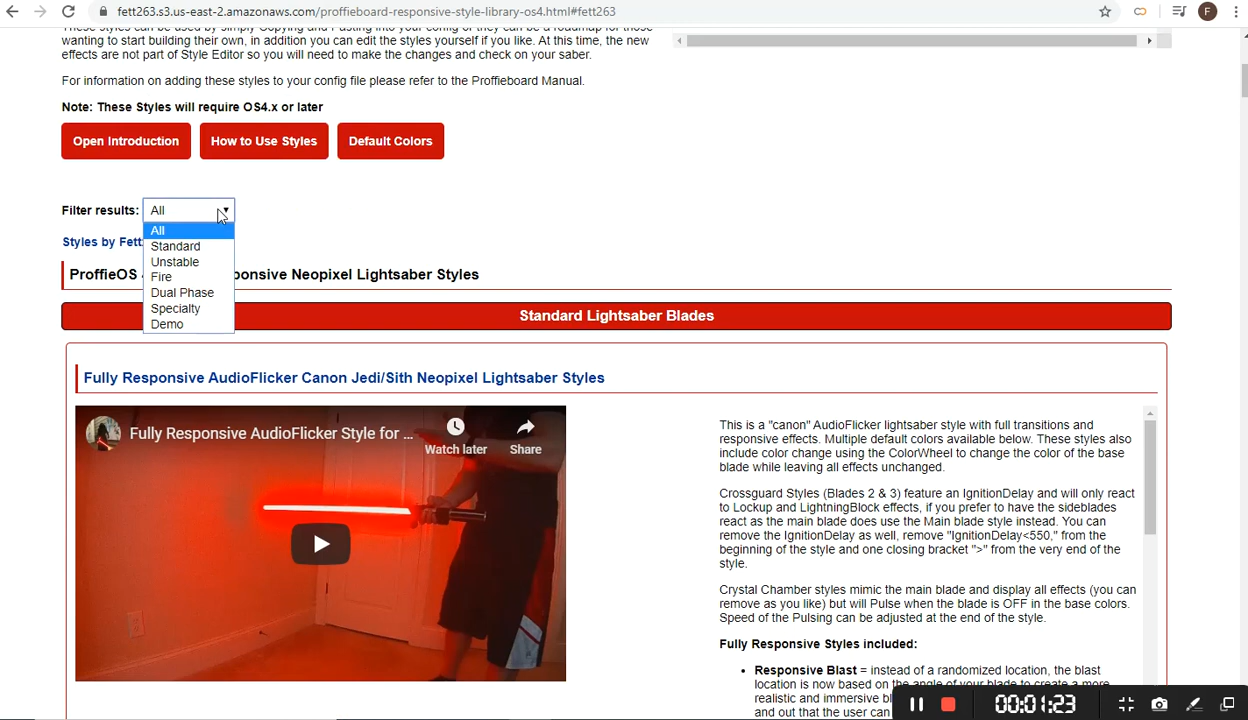 fett263.s3.us-east-2.amazonaws.com/proffieboard-responsive-style-library-os4.html#fett263
F
wanting to start building their own, in addition you can edit the styles yourself if you like. At this time, the new
effects are not part of Style Editor so you will need to make the changes and check on your saber.
For information on adding these styles to your config file please refer to the Proffieboard Manual.
Note: These Styles will require OS4.x or later
Open Introduction
How to Use Styles
Default Colors
Filter results: All
All
Standard
Unstable
Fire
Dual Phase
Specialty
Demo
Styles by Fett
ProffieOS
onsive Neopixel Lightsaber Styles
Standard Lightsaber Blades
Fully Responsive AudioFlicker Canon Jedi/Sith Neopixel Lightsaber Styles
Fully Responsive AudioFlicker Style for ...
Watch later
Share
This is a "canon" AudioFlicker lightsaber style with full transitions and
responsive effects. Multiple default colors available below. These styles also
include color change using the ColorWheel to change the color of the base
blade while leaving all effects unchanged.
Crossguard Styles (Blades 2 & 3) feature an IgnitionDelay and will only react
to Lockup and LightningBlock effects, if you prefer to have the sideblades
react as the main blade does use the Main blade style instead. You can
remove the IgnitionDelay as well, remove "IgnitionDelay<550," from the
beginning of the style and one closing bracket ">" from the very end of the
style.
Crystal Chamber styles mimic the main blade and display all effects (you can
remove as you like) but will Pulse when the blade is OFF in the base colors.
Speed of the Pulsing can be adjusted at the end of the style.
Fully Responsive Styles included:
Responsive Blast = instead of a randomized location, the blast
location is now based on the angle of your blade to create a more
realistic and immersive bl
and out that the user can
00:01:23